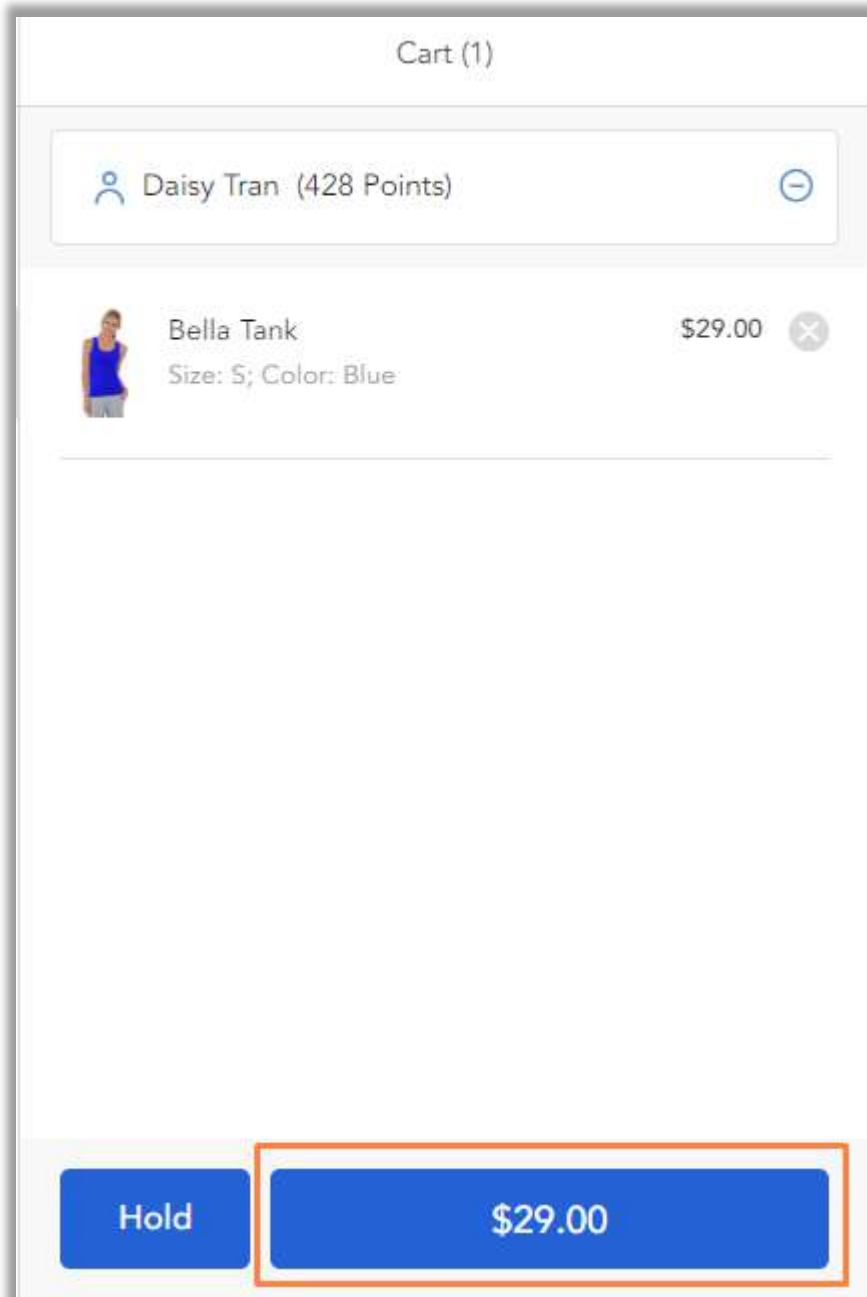 Cart (1)
Daisy Tran (428 Points)
Bella Tank $29.00
Size: S; Color: Blue
Hold $29.00